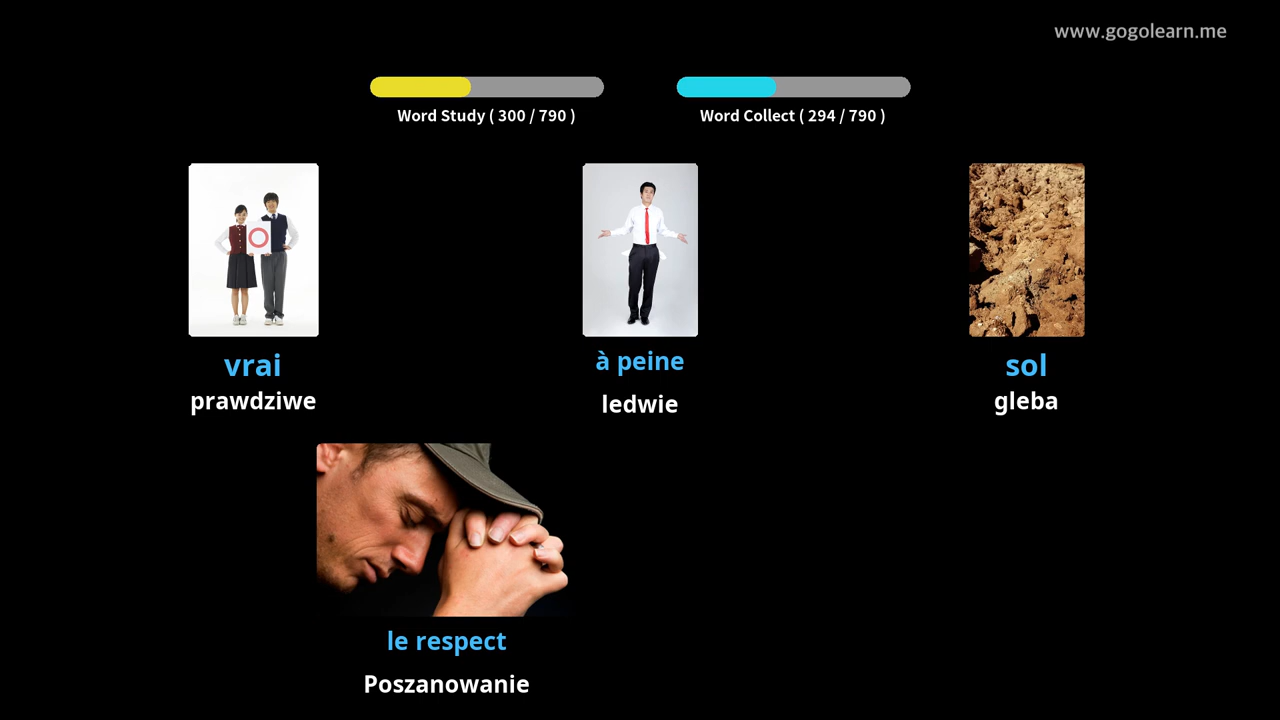 www.gogolearn.me
Word Study ( 300 / 790 )
Word Collect ( 294 / 790 )
vrai
prawdziwe
à peine
ledwie
sol
gleba
le respect
Poszanowanie